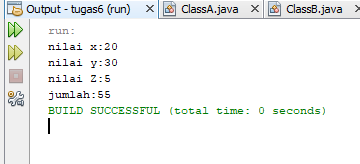 Output - tugas6 (run)
ClassA.java
ClassB.java
run:
nilai x:20
nilai y:30
nilai Z:5
jumlah:55
BUILD SUCCESSFUL (total time: 0 seconds)